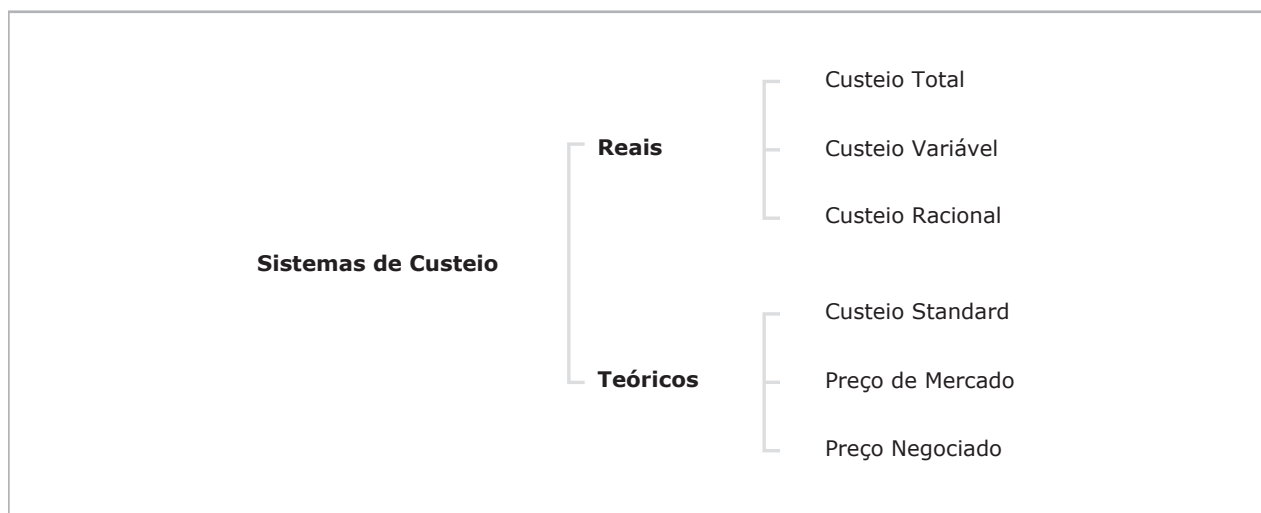 Custeio Total
Reais
Custeio Variável
Custeio Racional
Sistemas de Custeio
Custeio Standard
Teóricos
Preço de Mercado
Preço Negociado